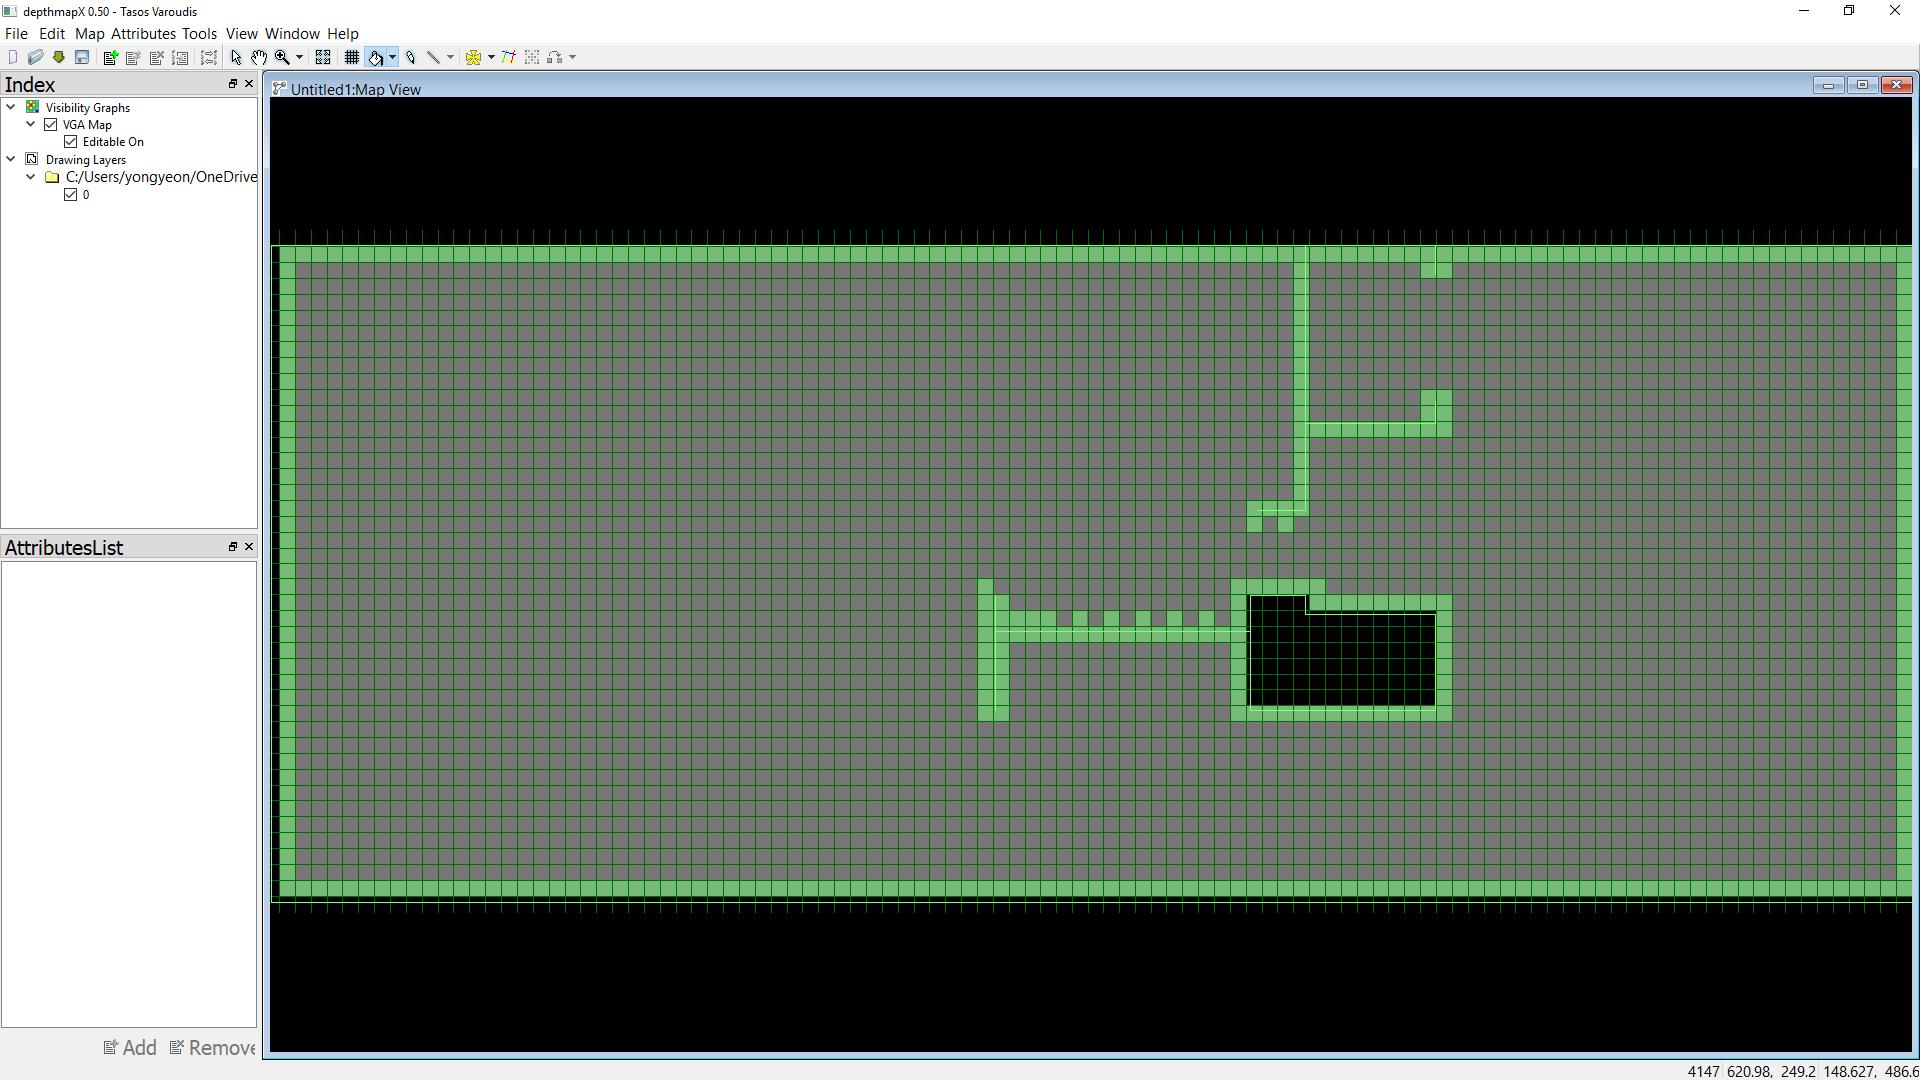 depthmapX 0.50 - Tasos Varoudis
File Edit Map Attributes Tools View Window Help
Index
Visibility Graphs
VGA Map
Editable On
Drawing Layers
C:/Users/yongyeon/OneDrive
0
AttributesList
Add Remove
Untitled1:Map View
4147 620.98, 249.2 148.627, 486.6